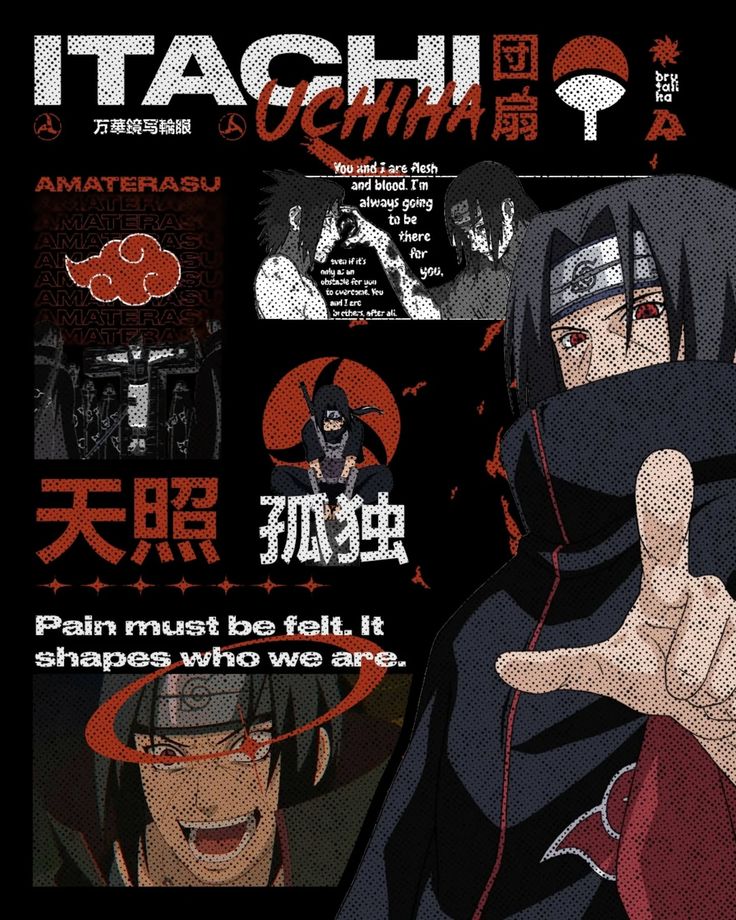 ITACHI
UCHIHA
団扇
bru
tali
ka
万華鏡写輪眼
AMATERASU
AMATERASU
AMATERASU
AMATERASU
AMATERASU
AMATERASU
AMATERASU
AMATERASU
You and I are flesh
and blood. I'm
always going
to be
there
for
you,
even if it's
only as an
obstacle for you
to overcome. You
and I are
brothers, after all.
天照
孤独
Pain must be felt. It
shapes who we are.